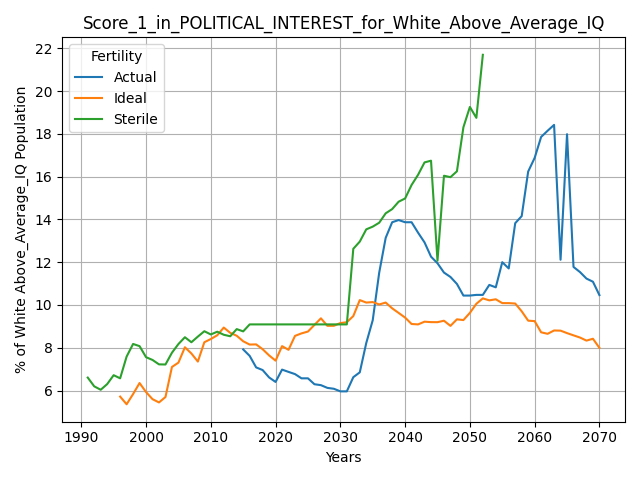 Score_1_in_POLITICAL_INTEREST_for_White_Above_Average_IQ
Fertility
Actual
Ideal
Sterile
% of White Above_Average_IQ Population
22
20
18
16
14
12
10
8
6
1990 2000 2010 2020 2030 2040 2050 2060 2070
Years